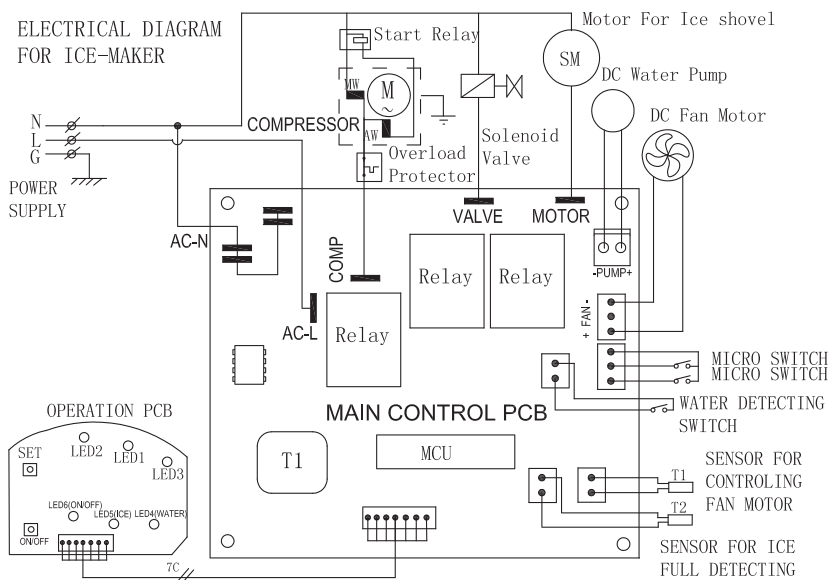 ELECTRICAL DIAGRAM
FOR ICE-MAKER
Motor For Ice shovel
Start Relay
SM
DC Water Pump
MW
M
~
DC Fan Motor
N
L
G
COMPRESSOR
AW
Solenoid
Valve
Overload
Protector
POWER
SUPPLY
VALVE
MOTOR
AC-N
COMP
-PUMP+
Relay
Relay
Relay
+ FAN -
AC-L
MICRO SWITCH
MICRO SWITCH
WATER DETECTING
SWITCH
OPERATION PCB
MAIN CONTROL PCB
SET
LED2
LED1
LED3
T1
MCU
SENSOR FOR
CONTROLING
FAN MOTOR
T1
T2
LED6(ON/OFF)
LED5(ICE)
LED4(WATER)
ON/OFF
SENSOR FOR ICE
FULL DETECTING
7C